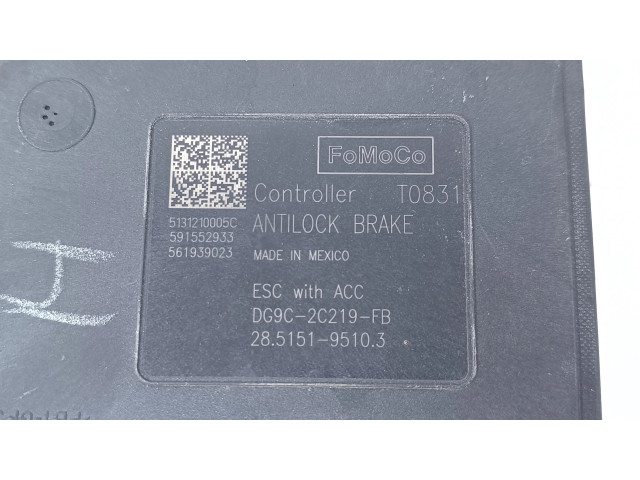 FoMoCo
Controller T0831
5131210005C ANTILOCK BRAKE
591552933
561939023 MADE IN MEXICO
ESC with ACC
DG9C-2C219-FB
28.5151-9510.3
H